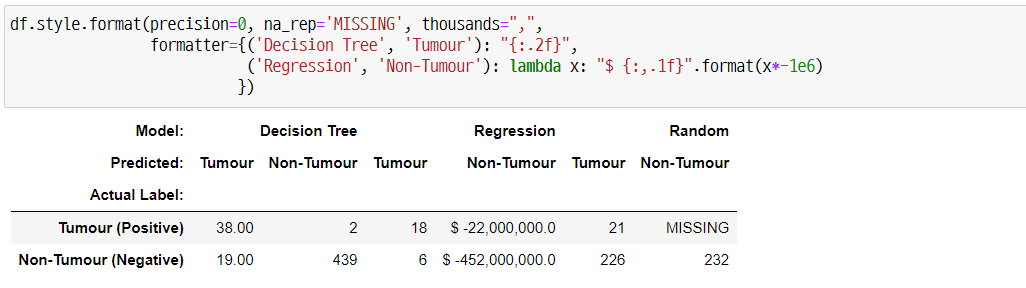 df.style.format(precision=0, na_rep='MISSING', thousands=",",
formatter={('Decision Tree', 'Tumour'): "{:.2f}",
('Regression', 'Non-Tumour'): lambda x: "$ {:,.1f}".format(x*-1e6)
})
Model: Decision Tree Regression Random
Predicted: Tumour Non-Tumour Tumour Non-Tumour Tumour Non-Tumour
Actual Label:
Tumour (Positive) 38.00 2 18 $ -22,000,000.0 21 MISSING
Non-Tumour (Negative) 19.00 439 6 $ -452,000,000.0 226 232